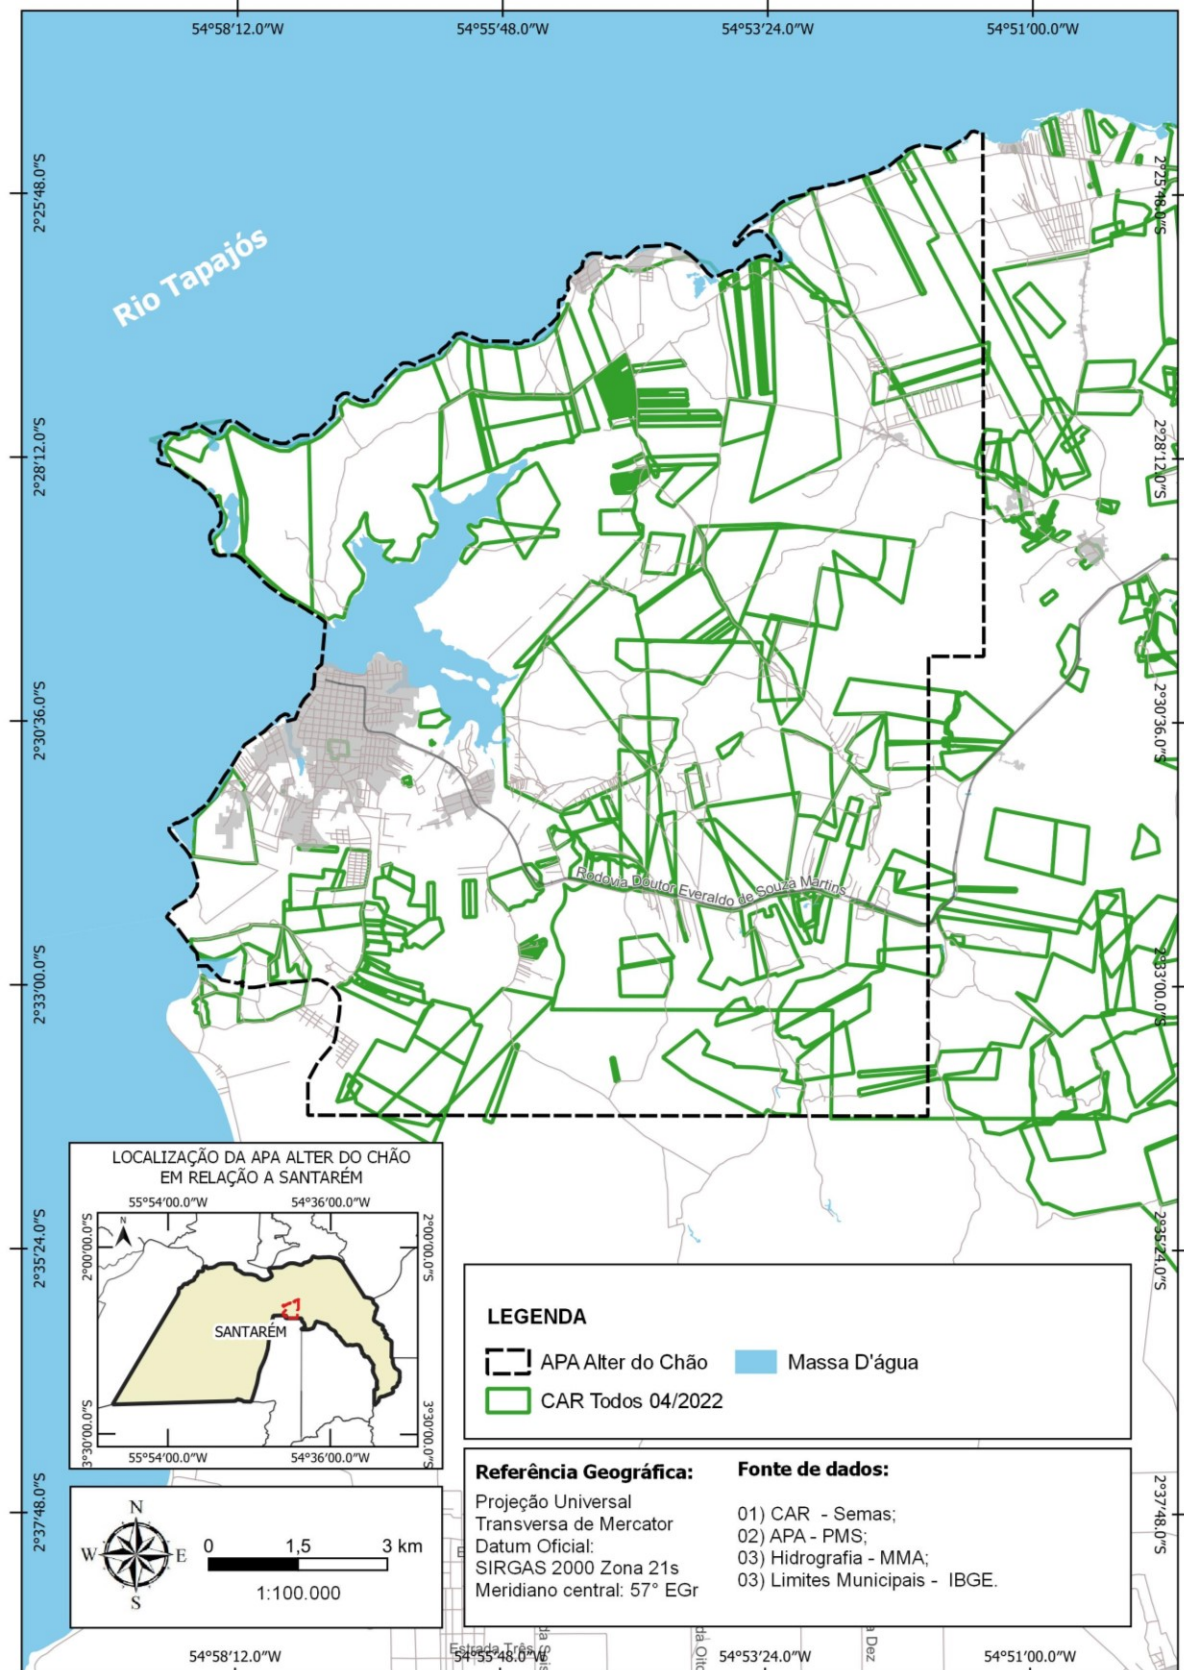 54°58'12.0"W
54°55'48.0"W
54°53'24.0"W
54°51'00.0"W
2°25'48.0"S
2°25'48.0"S
Rio Tapajós
2°28'12.0"S
2°28'12.0"S
2°30'36.0"S
2°30'36.0"S
Rodovia Doutor Everaldo de Souza Martins
2°33'00.0"S
2°33'00.0"S
LOCALIZAÇÃO DA APA ALTER DO CHÃO
EM RELAÇÃO A SANTARÉM
55°54'00.0"W
54°36'00.0"W
N
2°00'00.0"S
2°00'00.0"S
SANTARÉM
3°30'00.0"S
3°30'00.0"S
55°54'00.0"W
54°36'00.0"W
2°35'24.0"S
2°35'24.0"S
LEGENDA
APA Alter do Chão
Massa D'água
CAR Todos 04/2022
Referência Geográfica:
Projeção Universal
Transversa de Mercator
Datum Oficial:
SIRGAS 2000 Zona 21s
Meridiano central: 57° EGr
Fonte de dados:
01) CAR - Semas;
02) APA - PMS;
03) Hidrografia - MMA;
03) Limites Municipais - IBGE.
2°37'48.0"S
2°37'48.0"S
N
W
E
S
0
1,5
3 km
1:100.000
Estrada Três
54°58'12.0"W
54°55'48.0"W
54°53'24.0"W
54°51'00.0"W